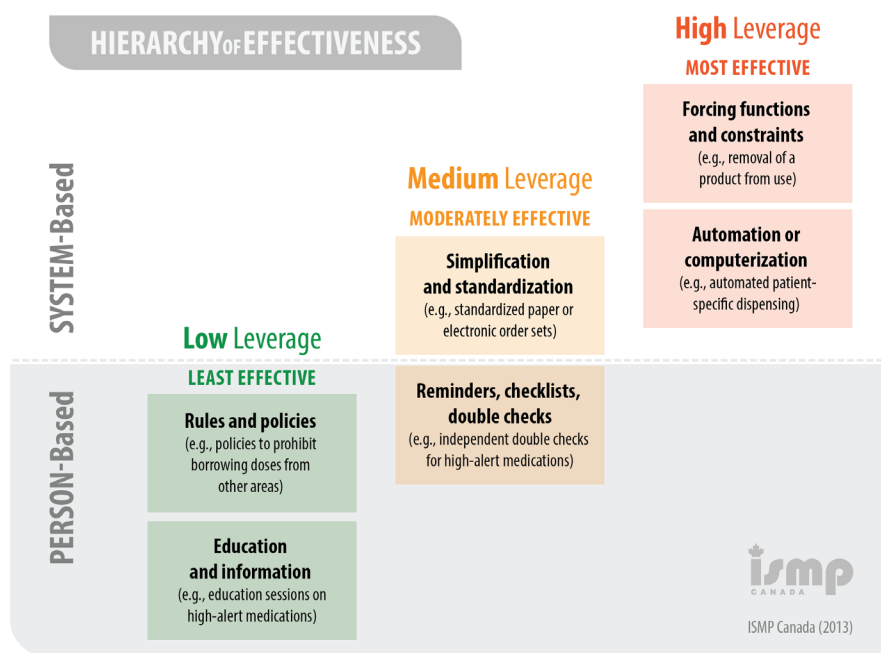 HIERARCHY OF EFFECTIVENESS
High Leverage
MOST EFFECTIVE
Forcing functions
and constraints
(e.g., removal of a
product from use)
Automation or
computerization
(e.g., automated patient-
specific dispensing)
SYSTEM-Based
Medium Leverage
MODERATELY EFFECTIVE
Simplification
and standardization
(e.g., standardized paper or
electronic order sets)
Reminders, checklists,
double checks
(e.g., independent double checks
for high-alert medications)
Low Leverage
LEAST EFFECTIVE
PERSON-Based
Rules and policies
(e.g., policies to prohibit
borrowing doses from
other areas)
Education
and information
(e.g., education sessions on
high-alert medications)
ismp
CANADA
ISMP Canada (2013)